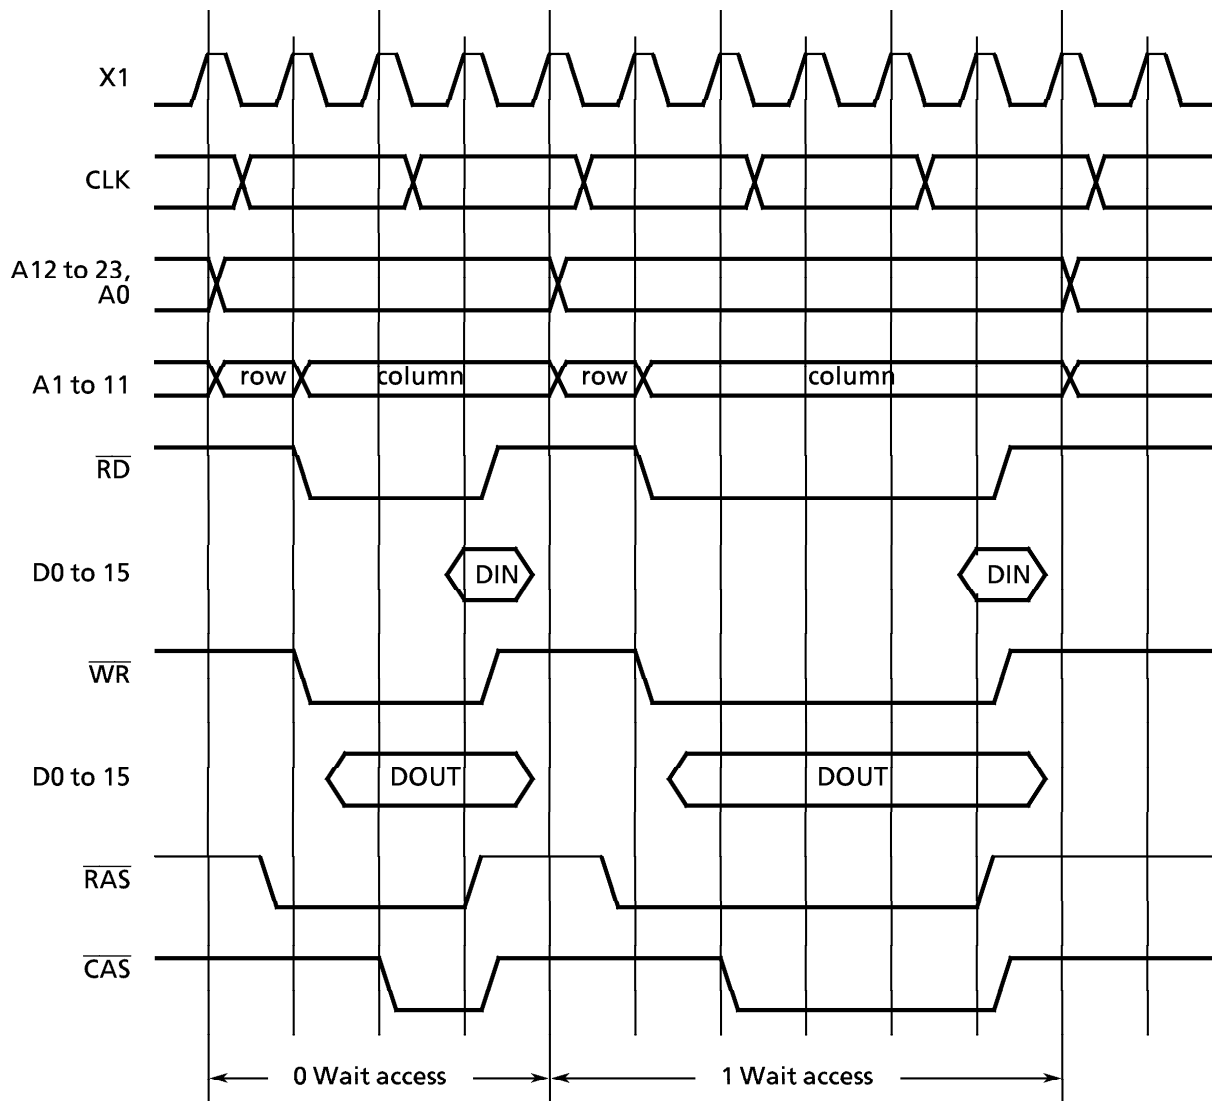 X1
CLK
A12 to 23,
A0
A1 to 11
row column row column
RD
D0 to 15
DIN DIN
WR
D0 to 15
DOUT DOUT
RAS
CAS
0 Wait access 1 Wait access